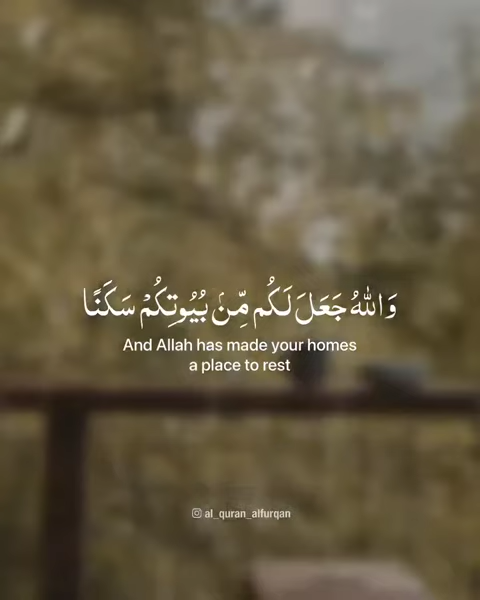 وَاللَّهُ جَعَلَ لَكُم مِّنۢ بُيُوتِكُمْ سَكَنًا
And Allah has made your homes
a place to rest
al_quran_alfurqan